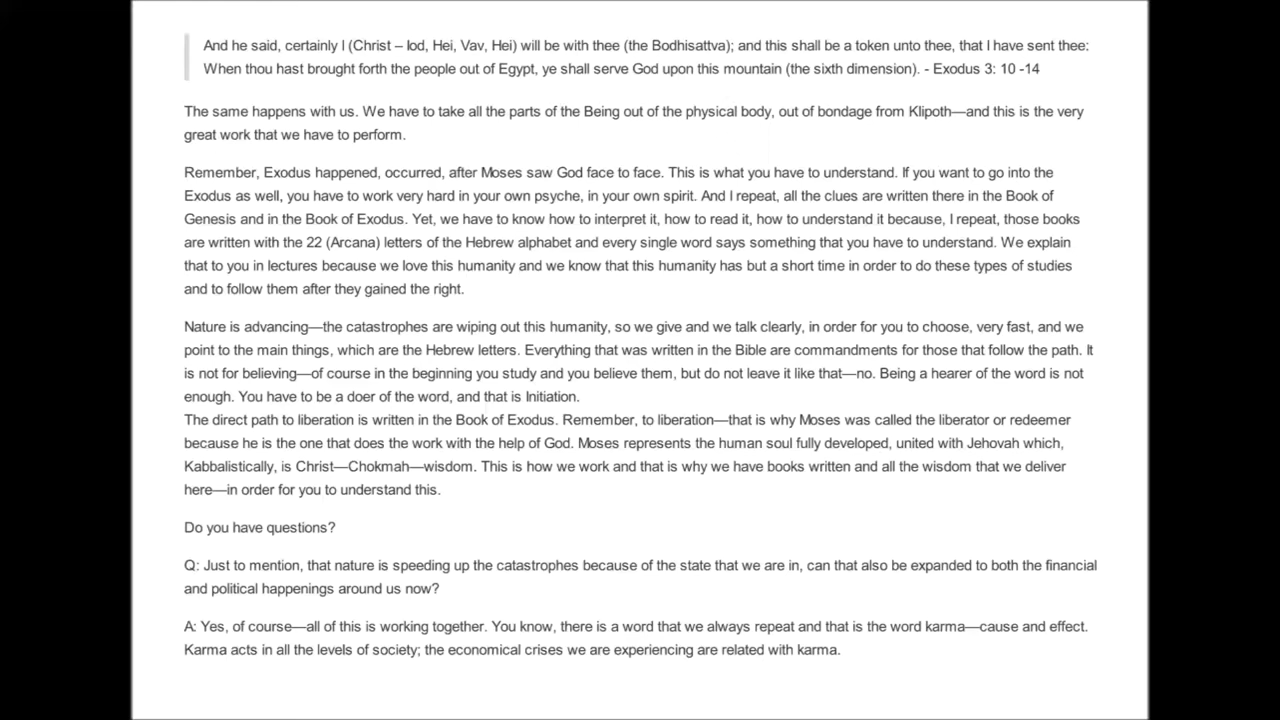 And he said, certainly I (Christ – Iod, Hei, Vav, Hei) will be with thee (the Bodhisattva); and this shall be a token unto thee, that I have sent thee:
When thou hast brought forth the people out of Egypt, ye shall serve God upon this mountain (the sixth dimension). - Exodus 3: 10 -14
The same happens with us. We have to take all the parts of the Being out of the physical body, out of bondage from Klipoth—and this is the very
great work that we have to perform.
Remember, Exodus happened, occurred, after Moses saw God face to face. This is what you have to understand. If you want to go into the
Exodus as well, you have to work very hard in your own psyche, in your own spirit. And I repeat, all the clues are written there in the Book of
Genesis and in the Book of Exodus. Yet, we have to know how to interpret it, how to read it, how to understand it because, I repeat, those books
are written with the 22 (Arcana) letters of the Hebrew alphabet and every single word says something that you have to understand. We explain
that to you in lectures because we love this humanity and we know that this humanity has but a short time in order to do these types of studies
and to follow them after they gained the right.
Nature is advancing—the catastrophes are wiping out this humanity, so we give and we talk clearly, in order for you to choose, very fast, and we
point to the main things, which are the Hebrew letters. Everything that was written in the Bible are commandments for those that follow the path. It
is not for believing—of course in the beginning you study and you believe them, but do not leave it like that—no. Being a hearer of the word is not
enough. You have to be a doer of the word, and that is Initiation.
The direct path to liberation is written in the Book of Exodus. Remember, to liberation—that is why Moses was called the liberator or redeemer
because he is the one that does the work with the help of God. Moses represents the human soul fully developed, united with Jehovah which,
Kabbalistically, is Christ—Chokmah—wisdom. This is how we work and that is why we have books written and all the wisdom that we deliver
here—in order for you to understand this.
Do you have questions?
Q: Just to mention, that nature is speeding up the catastrophes because of the state that we are in, can that also be expanded to both the financial
and political happenings around us now?
A: Yes, of course—all of this is working together. You know, there is a word that we always repeat and that is the word karma—cause and effect.
Karma acts in all the levels of society; the economical crises we are experiencing are related with karma.